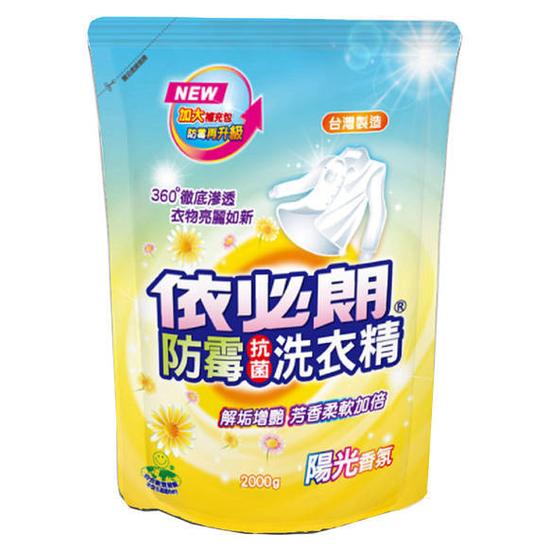 NEW
加大補充包
防霉再升級
台灣製造
360°徹底滲透
衣物亮麗如新
依必朗®
防霉抗菌洗衣精
解垢增艷 芳香柔軟加倍
陽光香氛
2000g